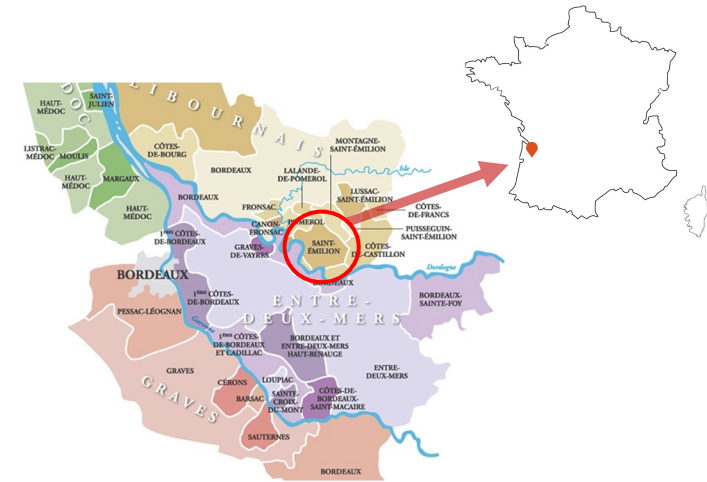 DOC
LIBOURNAIS
HAUT-
MÉDOC
SAINT-
JULIEN
LISTRAC-
MÉDOC
MOULIS
HAUT-
MÉDOC
MARGAUX
HAUT-
MÉDOC
CÔTES-
DE-BOURG
BORDEAUX
MONTAGNE-
SAINT-ÉMILION
LALANDE-
DE-POMEROL
Isle
LUSSAC-
SAINT-ÉMILION
CÔTES-
DE-FRANCS
PUISSEGUIN-
SAINT-ÉMILION
BORDEAUX
FRONSAC
CANON-
FRONSAC
POMEROL
SAINT-
ÉMILION
CÔTES-
DE-CASTILLON
GRAVES-
DE-VAYRES
1ères CÔTES-
DE-BORDEAUX
BORDEAUX
BORDEAUX
Dordogne
1ères CÔTES-
DE-BORDEAUX
ENTRE-
DEUX-MERS
BORDEAUX-
SAINTE-FOY
PESSAC-LÉOGNAN
Garonne
1ères CÔTES-
DE-BORDEAUX
ET CADILLAC
BORDEAUX ET
ENTRE-DEUX-MERS
HAUT-BENAUGE
ENTRE-
DEUX-MERS
GRAVES
GRAVES
CÉRONS
BARSAC
LOUPIAC
SAINTE-
CROIX-
DU-MONT
CÔTES-DE-
BORDEAUX-
SAINT-MACAIRE
SAUTERNES
BORDEAUX